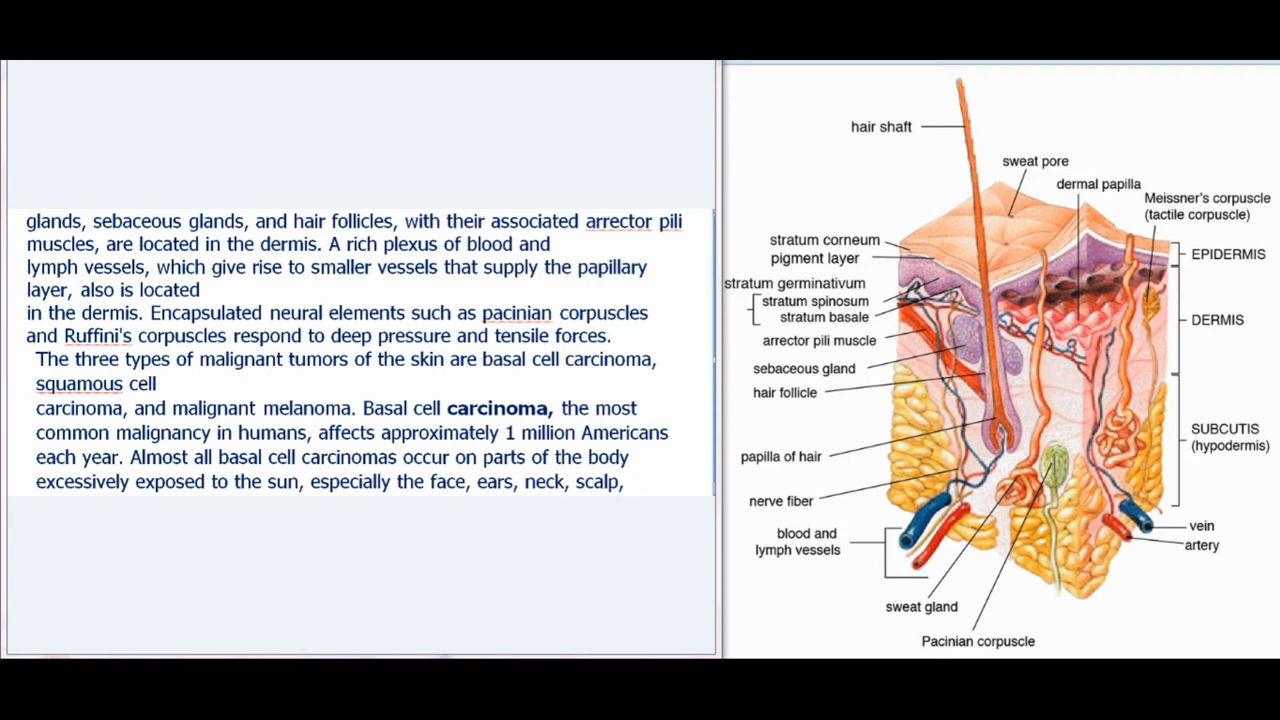 glands, sebaceous glands, and hair follicles, with their associated arrector pili
muscles, are located in the dermis. A rich plexus of blood and
lymph vessels, which give rise to smaller vessels that supply the papillary
layer, also is located
in the dermis. Encapsulated neural elements such as pacinian corpuscles
and Ruffini's corpuscles respond to deep pressure and tensile forces.
The three types of malignant tumors of the skin are basal cell carcinoma,
squamous cell
carcinoma, and malignant melanoma. Basal cell carcinoma, the most
common malignancy in humans, affects approximately 1 million Americans
each year. Almost all basal cell carcinomas occur on parts of the body
excessively exposed to the sun, especially the face, ears, neck, scalp,
hair shaft
sweat pore
dermal papilla
Meissner's corpuscle
(tactile corpuscle)
stratum corneum
pigment layer
stratum germinativum
stratum spinosum
stratum basale
arrector pili muscle
sebaceous gland
hair follicle
papilla of hair
nerve fiber
blood and
lymph vessels
sweat gland
Pacinian corpuscle
EPIDERMIS
DERMIS
SUBCUTIS
(hypodermis)
vein
artery